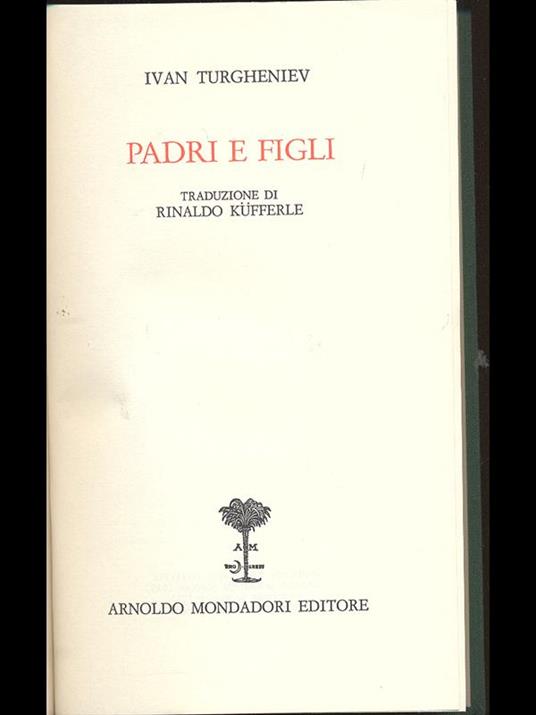 IVAN TURGHENIEV
PADRI E FIGLI
TRADUZIONE DI
RINALDO KÜFFERLE
A M
ARNOLDO MONDADORI EDITORE